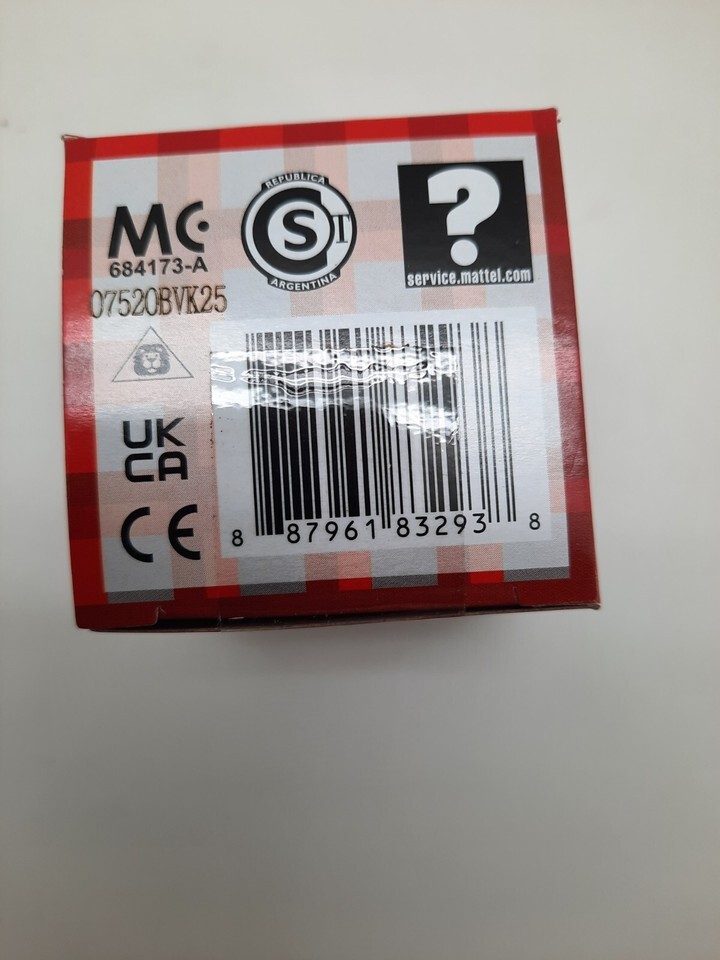 MC
684173-A
07520BVK25
REPUBLICA
S T
ARGENTINA
?
service.mattel.com
UK
CA
CE
8 87961 83293 8